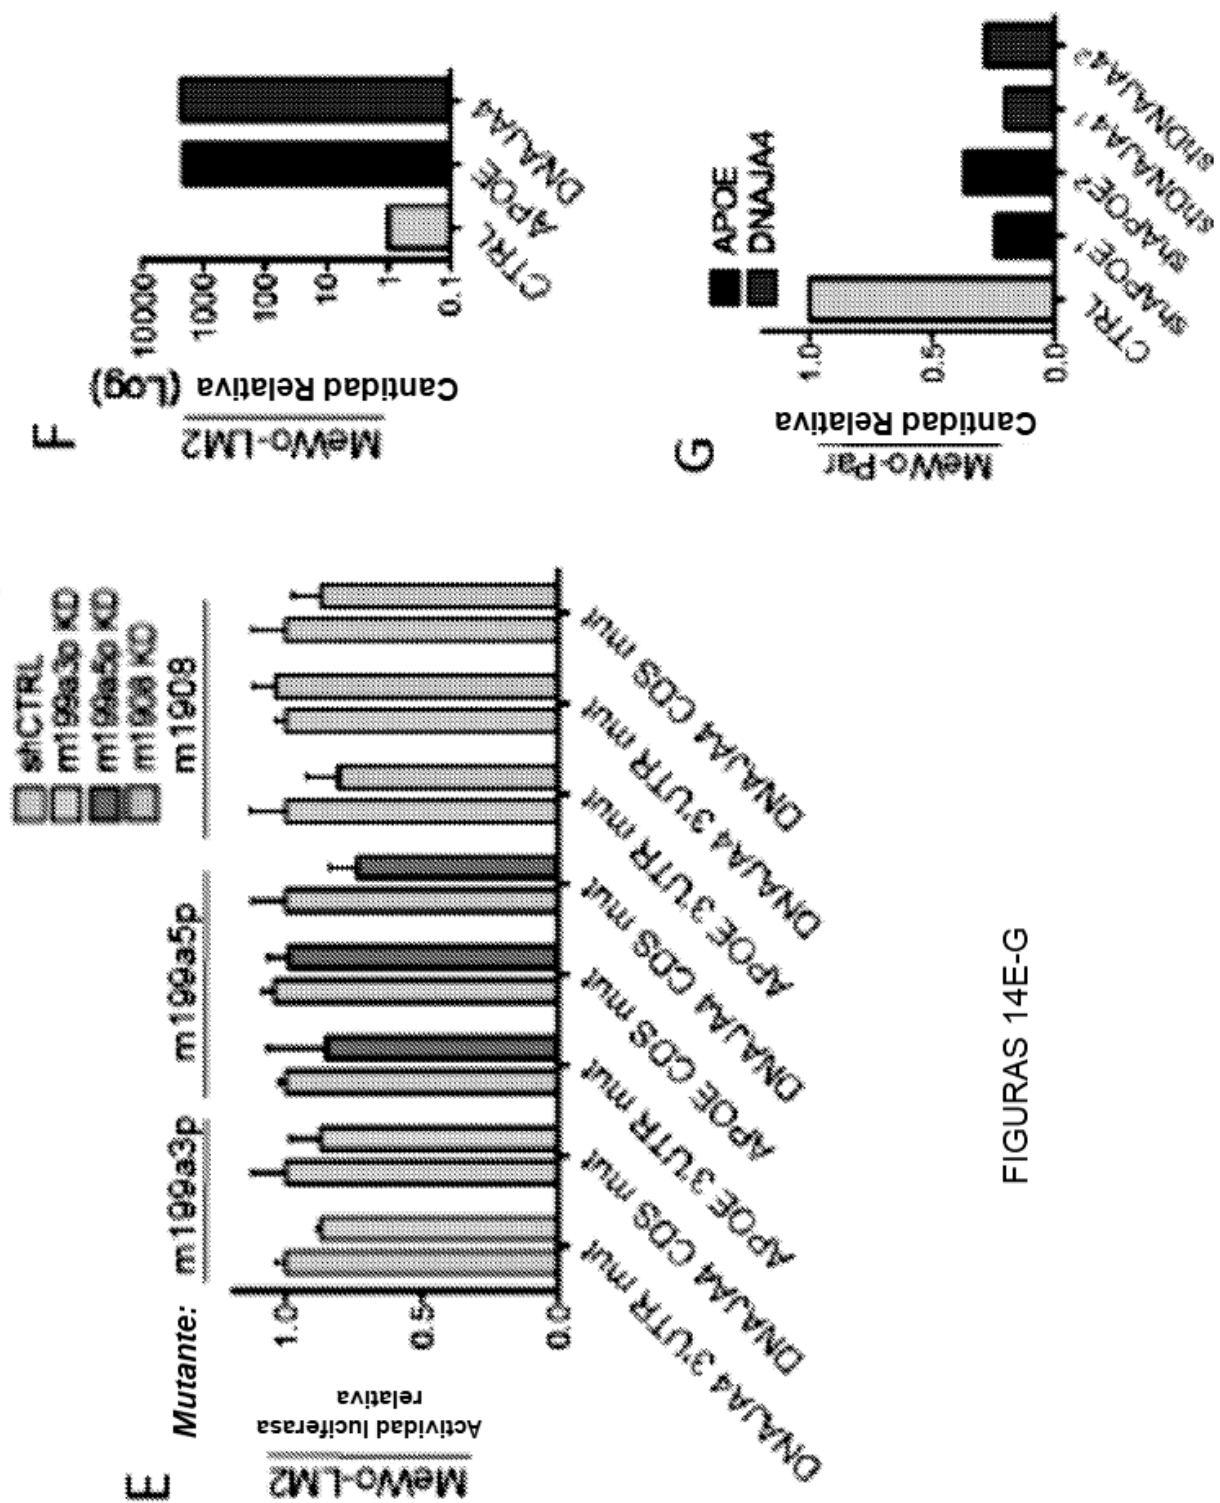 E
shCTRL
m199a3p KD
m199a5p KD
m1908 KD
Mutante:
m199a3p
m199a5p
m1908
MeWo-LM2
Actividad luciferasa
relativa
1.0
0.5
0.0
DNAJA4 3'UTR mut
DNAJA4 CDS mut
APOE 3'UTR mut
APOE CDS mut
DNAJA4 CDS mut
APOE 3'UTR mut
DNAJA4 3'UTR mut
DNAJA4 CDS mut
F
MeWo-LM2
Cantidad Relativa
(Log)
10000
1000
100
10
1
0.1
CTRL
APOE
DNAJA4
G
MeWo-Par
Cantidad Relativa
APOE
DNAJA4
1.0
0.5
0.0
CTRL
shAPOE1
shAPOE2
shDNAJA4 1
shDNAJA4 2
FIGURAS 14E-G